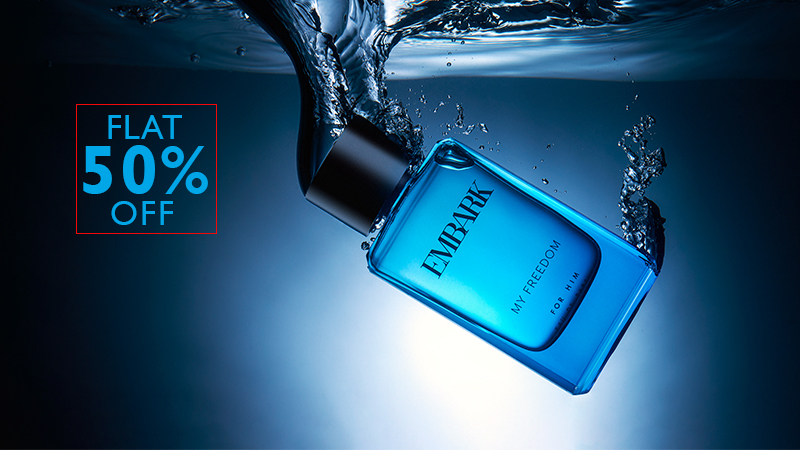 FLAT
50%
OFF
EMBARK
MY FREEDOM
FOR HIM